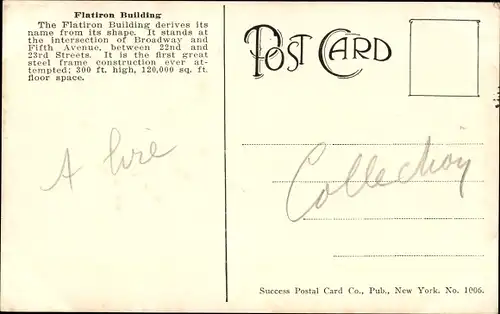 Flatiron Building
The Flatiron Building derives its
name from its shape. It stands at
the intersection of Broadway and
Fifth Avenue, between 22nd and
23rd Streets. It is the first great
steel frame construction ever at-
tempted; 300 ft. high, 120,000 sq. ft.
floor space.
POST CARD
A
Collection
Success Postal Card Co., Pub., New York. No. 1006.